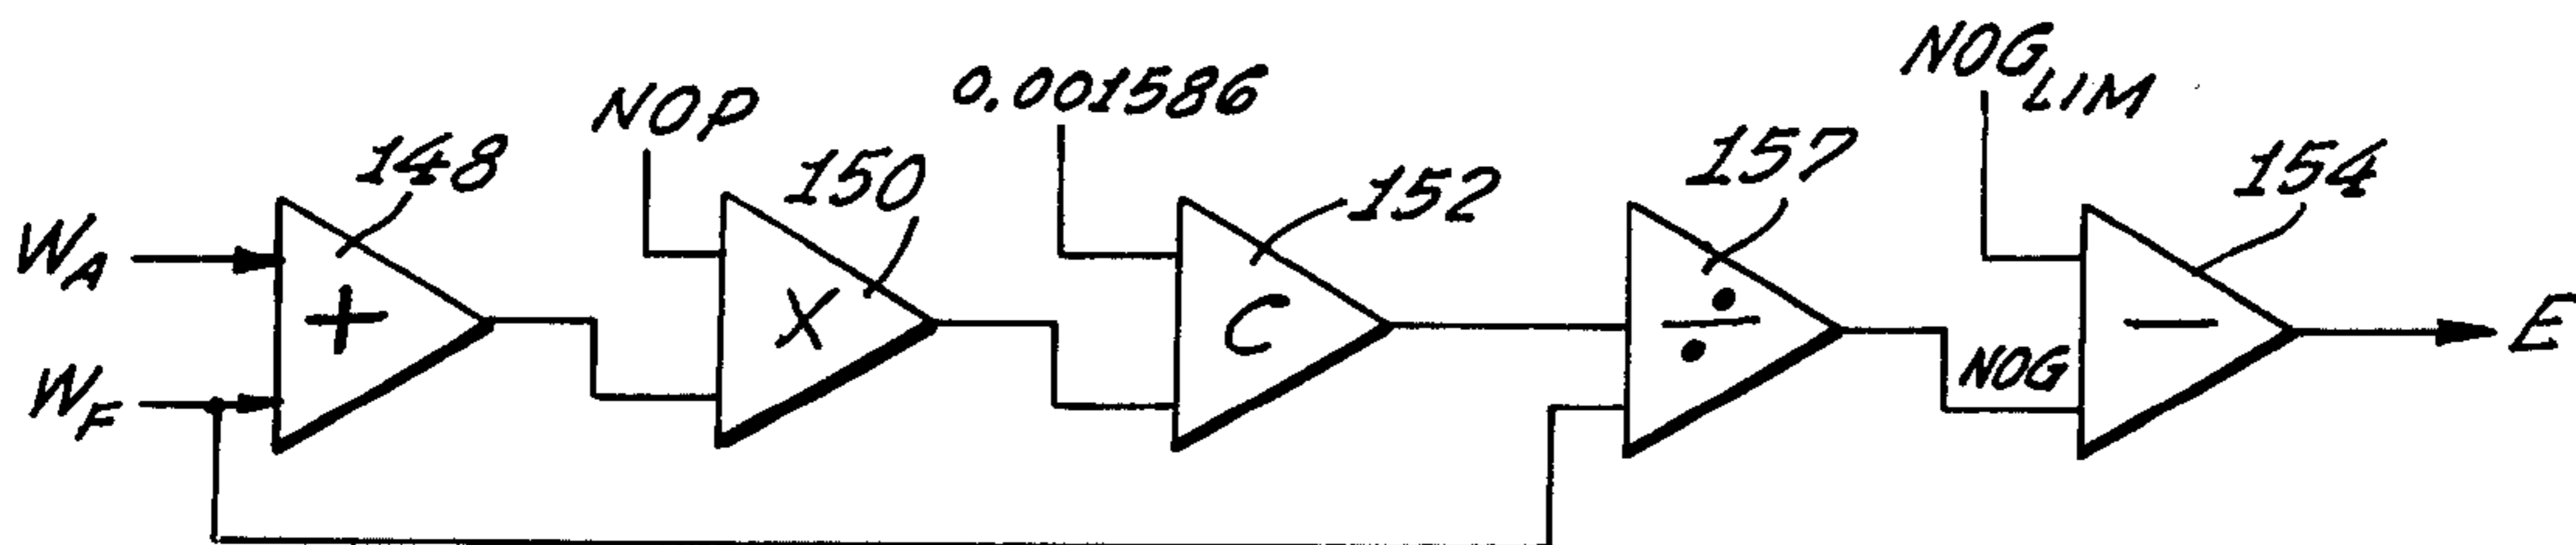 NOG LIM
0.001586
NOP
148
150
152
157
154
W A
+
X
C
÷
−
E
W F
NOG